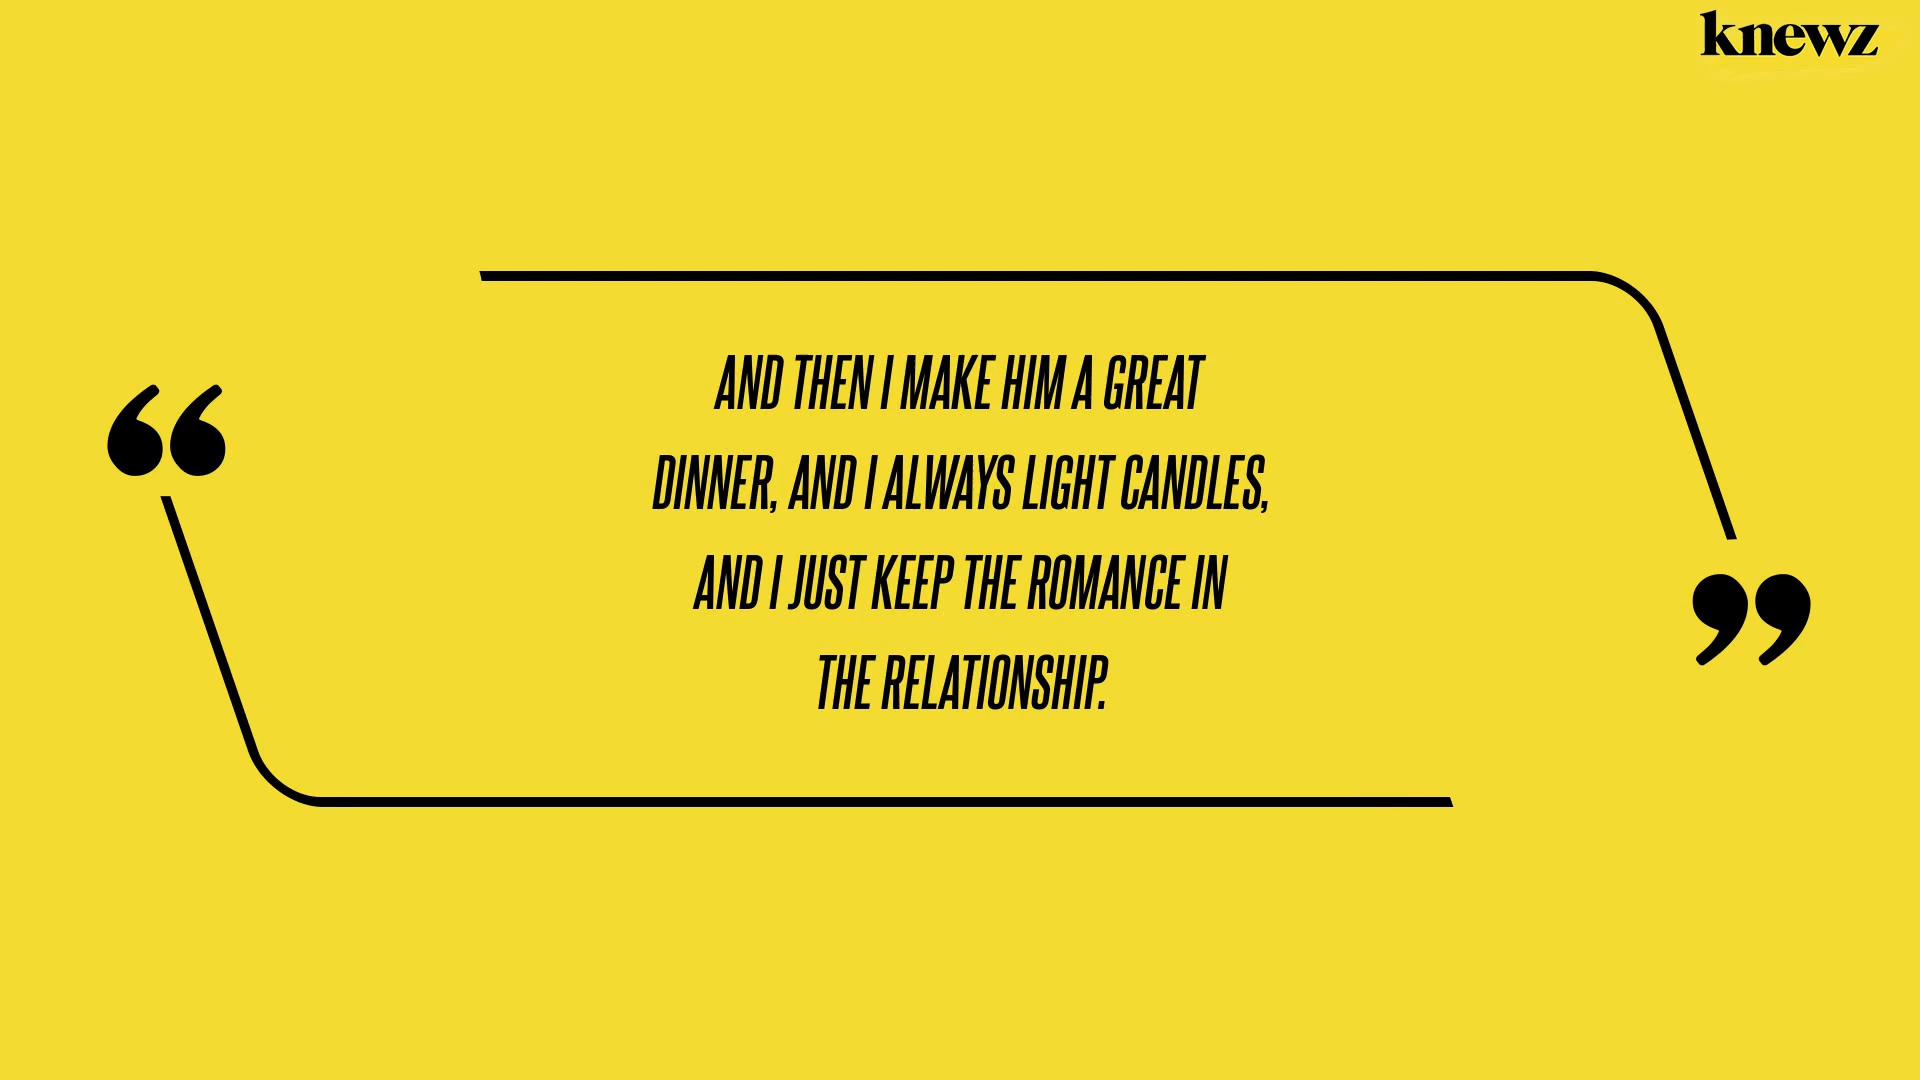 knewz
AND THEN I MAKE HIM A GREAT
DINNER, AND I ALWAYS LIGHT CANDLES,
AND I JUST KEEP THE ROMANCE IN
THE RELATIONSHIP.